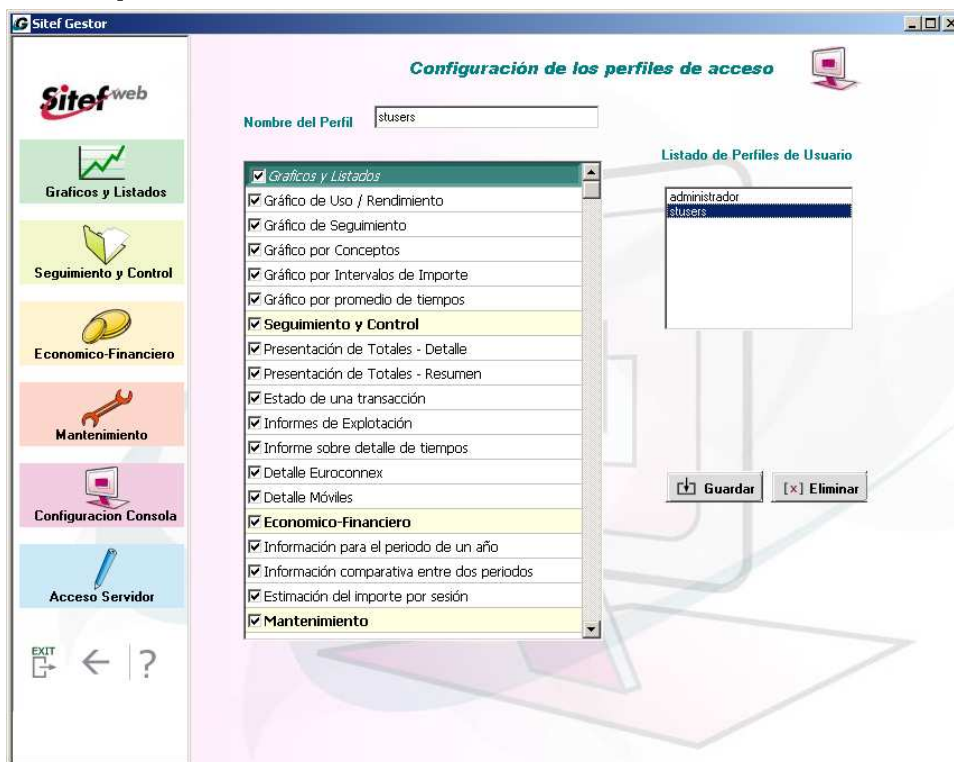 Sitef Gestor
Configuración de los perfiles de acceso
Sitef web
Nombre del Perfil
stusers
Listado de Perfiles de Usuario
administrador
stusers
Graficos y Listados
Gráfico de Uso / Rendimiento
Gráfico de Seguimiento
Gráfico por Conceptos
Gráfico por Intervalos de Importe
Gráfico por promedio de tiempos
Seguimiento y Control
Presentación de Totales - Detalle
Presentación de Totales - Resumen
Estado de una transacción
Informes de Explotación
Informe sobre detalle de tiempos
Detalle Euroconnex
Detalle Móviles
Economico-Financiero
Información para el periodo de un año
Información comparativa entre dos periodos
Estimación del importe por sesión
Mantenimiento
Guardar
[x] Eliminar
Graficos y Listados
Seguimiento y Control
Economico-Financiero
Mantenimiento
Configuracion Consola
Acceso Servidor
EXIT
?